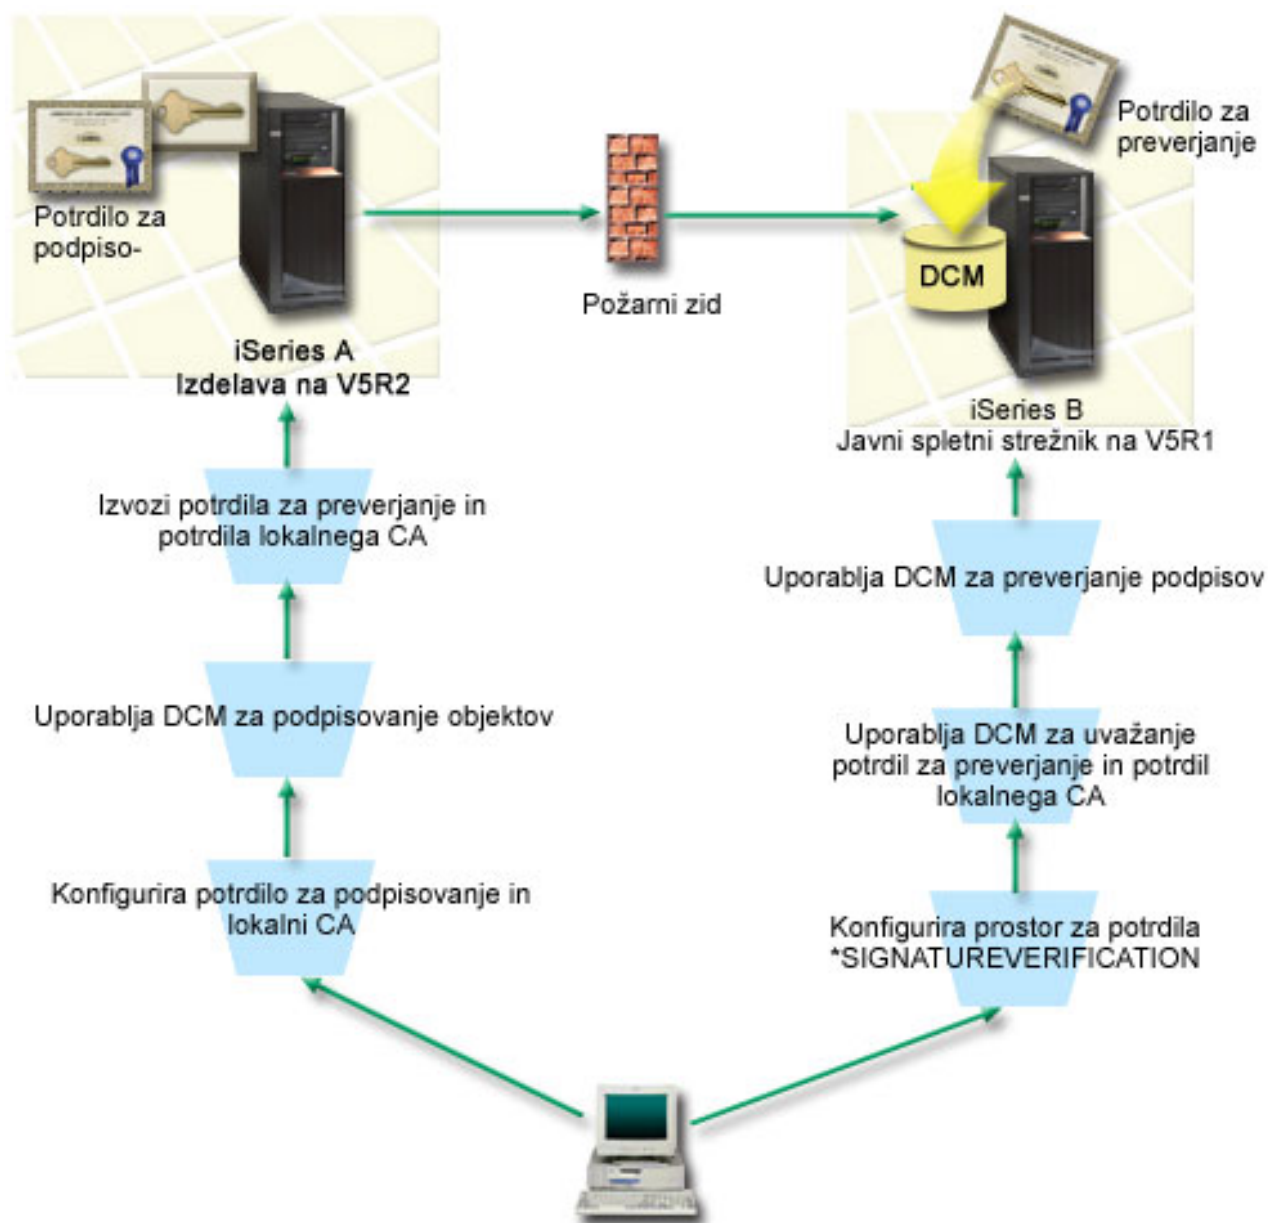 Potrdilo za
podpiso-
Potrdilo za
preverjanje
DCM
Požarni zid
iSeries A
Izdelava na V5R2
iSeries B
Javni spletni strežnik na V5R1
Izvozi potrdila za preverjanje in
potrdila lokalnega CA
Uporablja DCM za preverjanje podpisov
Uporablja DCM za podpisovanje objektov
Uporablja DCM za uvažanje
potrdil za preverjanje in potrdil
lokalnega CA
Konfigurira potrdilo za podpisovanje in
lokalni CA
Konfigurira prostor za potrdila
*SIGNATUREVERIFICATION